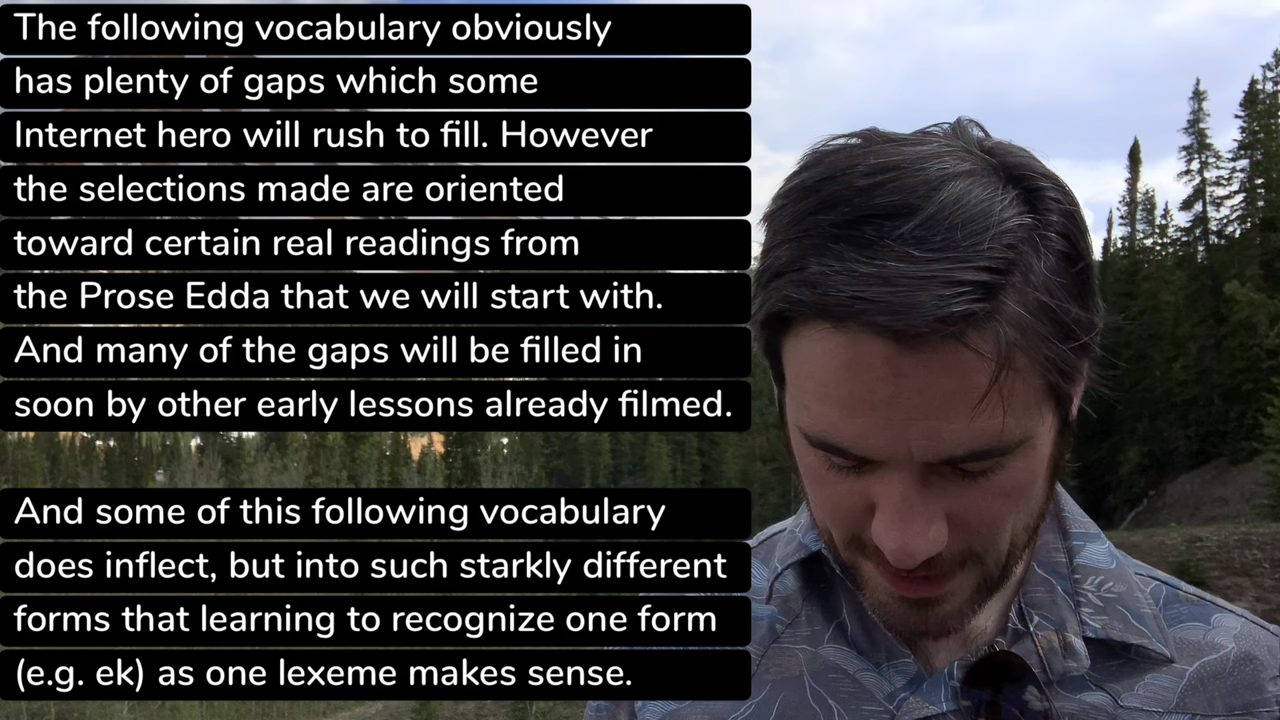 The following vocabulary obviously
has plenty of gaps which some
Internet hero will rush to fill. However
the selections made are oriented
toward certain real readings from
the Prose Edda that we will start with.
And many of the gaps will be filled in
soon by other early lessons already filmed.
And some of this following vocabulary
does inflect, but into such starkly different
forms that learning to recognize one form
(e.g. ek) as one lexeme makes sense.